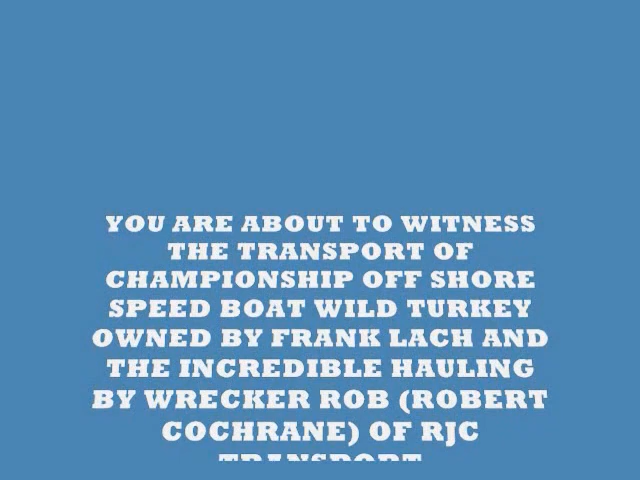 YOU ARE ABOUT TO WITNESS
THE TRANSPORT OF
CHAMPIONSHIP OFF SHORE
SPEED BOAT WILD TURKEY
OWNED BY FRANK LACH AND
THE INCREDIBLE HAULING
BY WRECKER ROB (ROBERT
COCHRANE) OF RJC
TRANSPORT